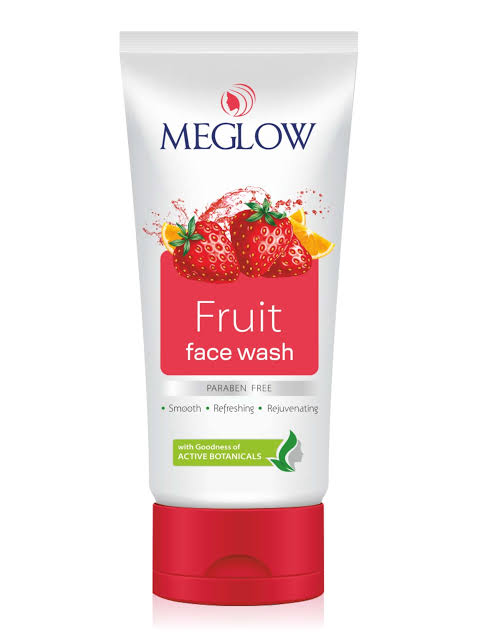 MEGLOW
Fruit
face wash
PARABEN FREE
• Smooth • Refreshing • Rejuvenating
with Goodness of
ACTIVE BOTANICALS